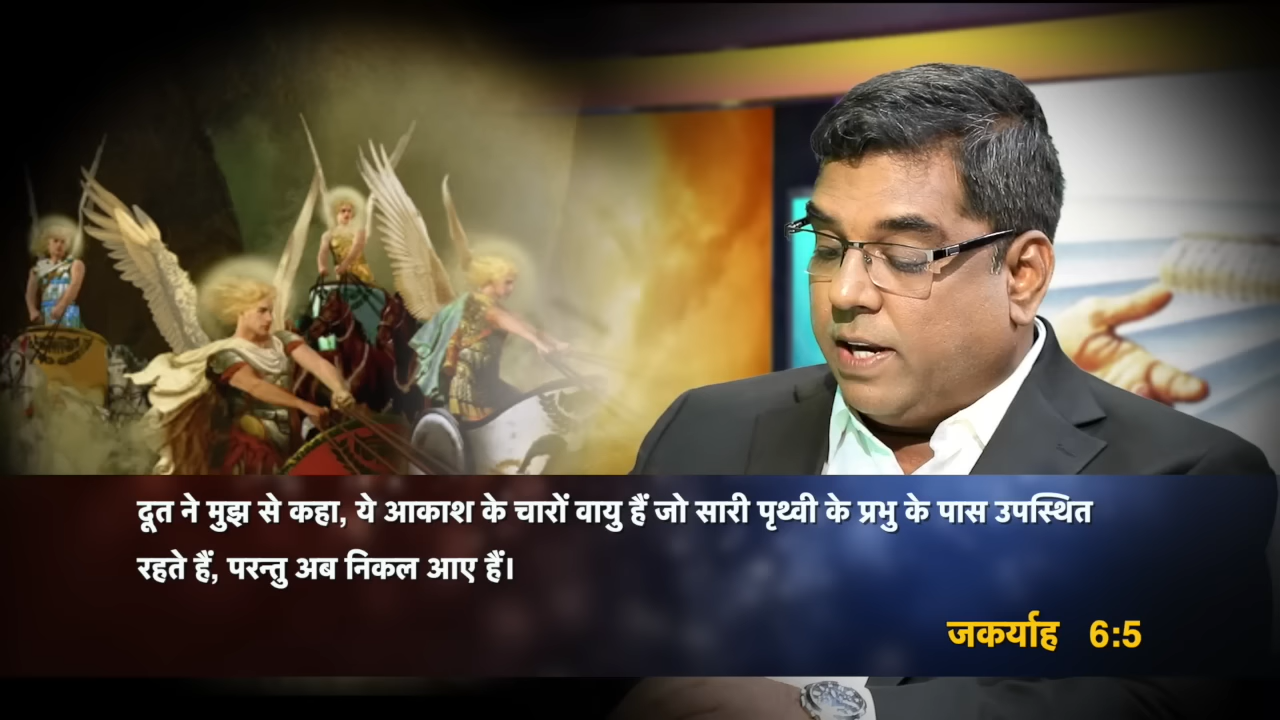 दूत ने मुझ से कहा, ये आकाश के चारों वायु हैं जो सारी पृथ्वी के प्रभु के पास उपस्थित
रहते हैं, परन्तु अब निकल आए हैं।
जकर्याह 6:5